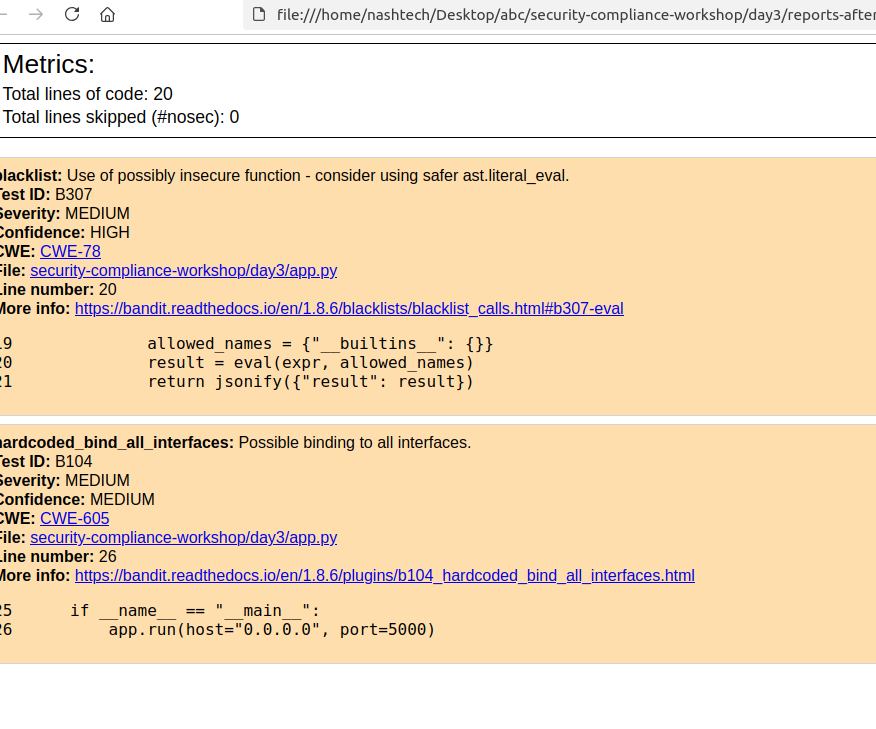 file:///home/nashtech/Desktop/abc/security-compliance-workshop/day3/reports-after
Metrics:
Total lines of code: 20
Total lines skipped (#nosec): 0
blacklist: Use of possibly insecure function - consider using safer ast.literal_eval.
Test ID: B307
Severity: MEDIUM
Confidence: HIGH
CWE: CWE-78
File: security-compliance-workshop/day3/app.py
Line number: 20
More info: https://bandit.readthedocs.io/en/1.8.6/blacklists/blacklist_calls.html#b307-eval
19 allowed_names = {"__builtins__": {}}
20 result = eval(expr, allowed_names)
21 return jsonify({"result": result})
hardcoded_bind_all_interfaces: Possible binding to all interfaces.
Test ID: B104
Severity: MEDIUM
Confidence: MEDIUM
CWE: CWE-605
File: security-compliance-workshop/day3/app.py
Line number: 26
More info: https://bandit.readthedocs.io/en/1.8.6/plugins/b104_hardcoded_bind_all_interfaces.html
25 if __name__ == "__main__":
26 app.run(host="0.0.0.0", port=5000)